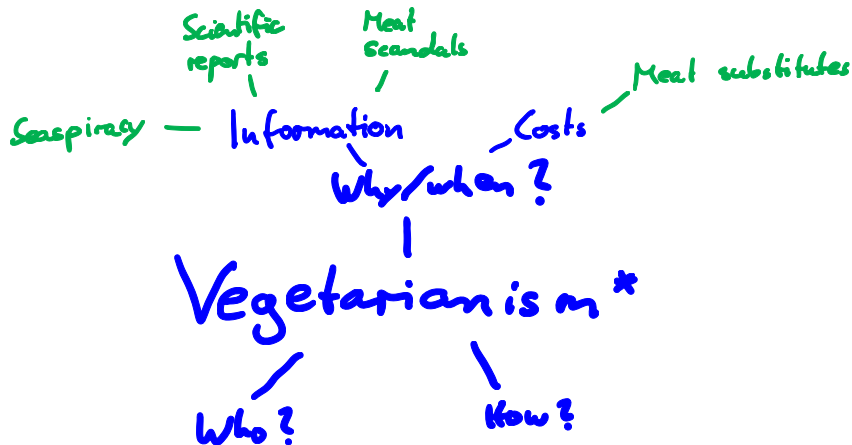 Scientific
reports
Meat
scandals
Meat substitutes
Seaspiracy
Information
Costs
Why/when?
Vegetarianism*
Who?
How?